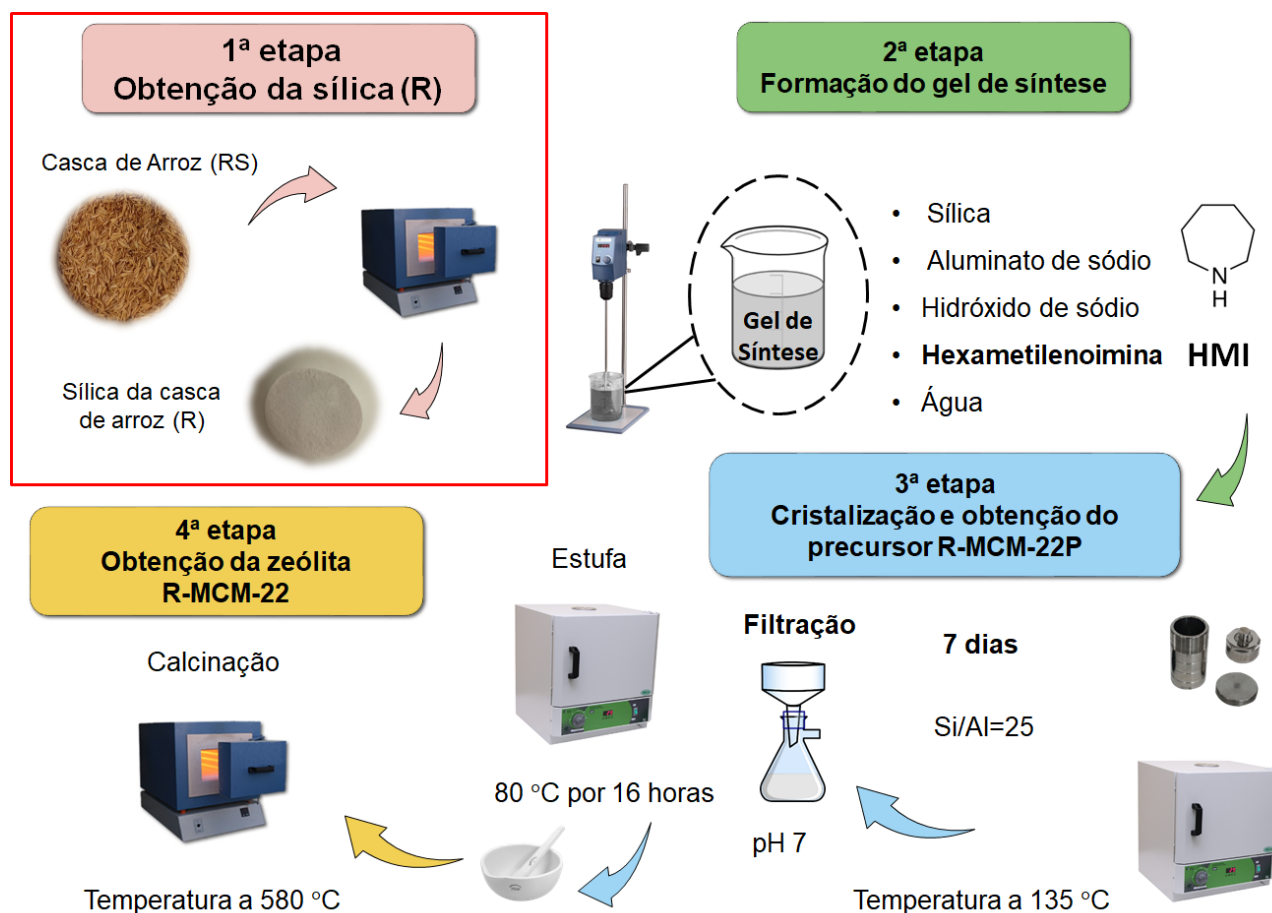 1ª etapa
Obtenção da sílica (R)
Casca de Arroz (RS)
Sílica da casca
de arroz (R)
2ª etapa
Formação do gel de síntese
Gel de
Síntese
• Sílica
• Aluminato de sódio
• Hidróxido de sódio
• Hexametilenoimina
• Água
N
H
HMI
3ª etapa
Cristalização e obtenção do
precursor R-MCM-22P
7 dias
Si/Al=25
Temperatura a 135 °C
Filtração
pH 7
Estufa
80 °C por 16 horas
4ª etapa
Obtenção da zeólita
R-MCM-22
Calcinação
Temperatura a 580 °C